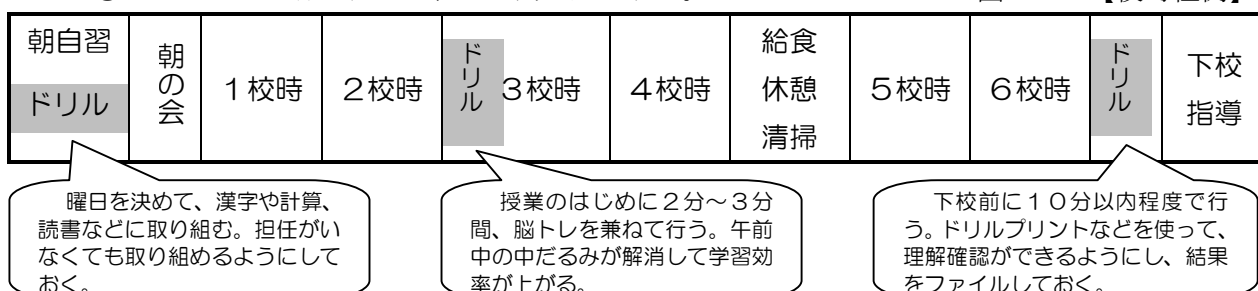 朝自習
ドリル
朝の会
1校時
2校時
ドリル
3校時
4校時
給食
休憩
清掃
5校時
6校時
ドリル
下校
指導
曜日を決めて、漢字や計算、
読書などに取り組む。担任がい
なくても取り組めるようにして
おく。
授業のはじめに2分~3分
間、脳トレを兼ねて行う。午前
中の中だるみが解消して学習効
率が上がる。
下校前に10分以内程度で行
う。ドリルプリントなどを使って、
理解確認ができるようにし、結果
をファイルしておく。